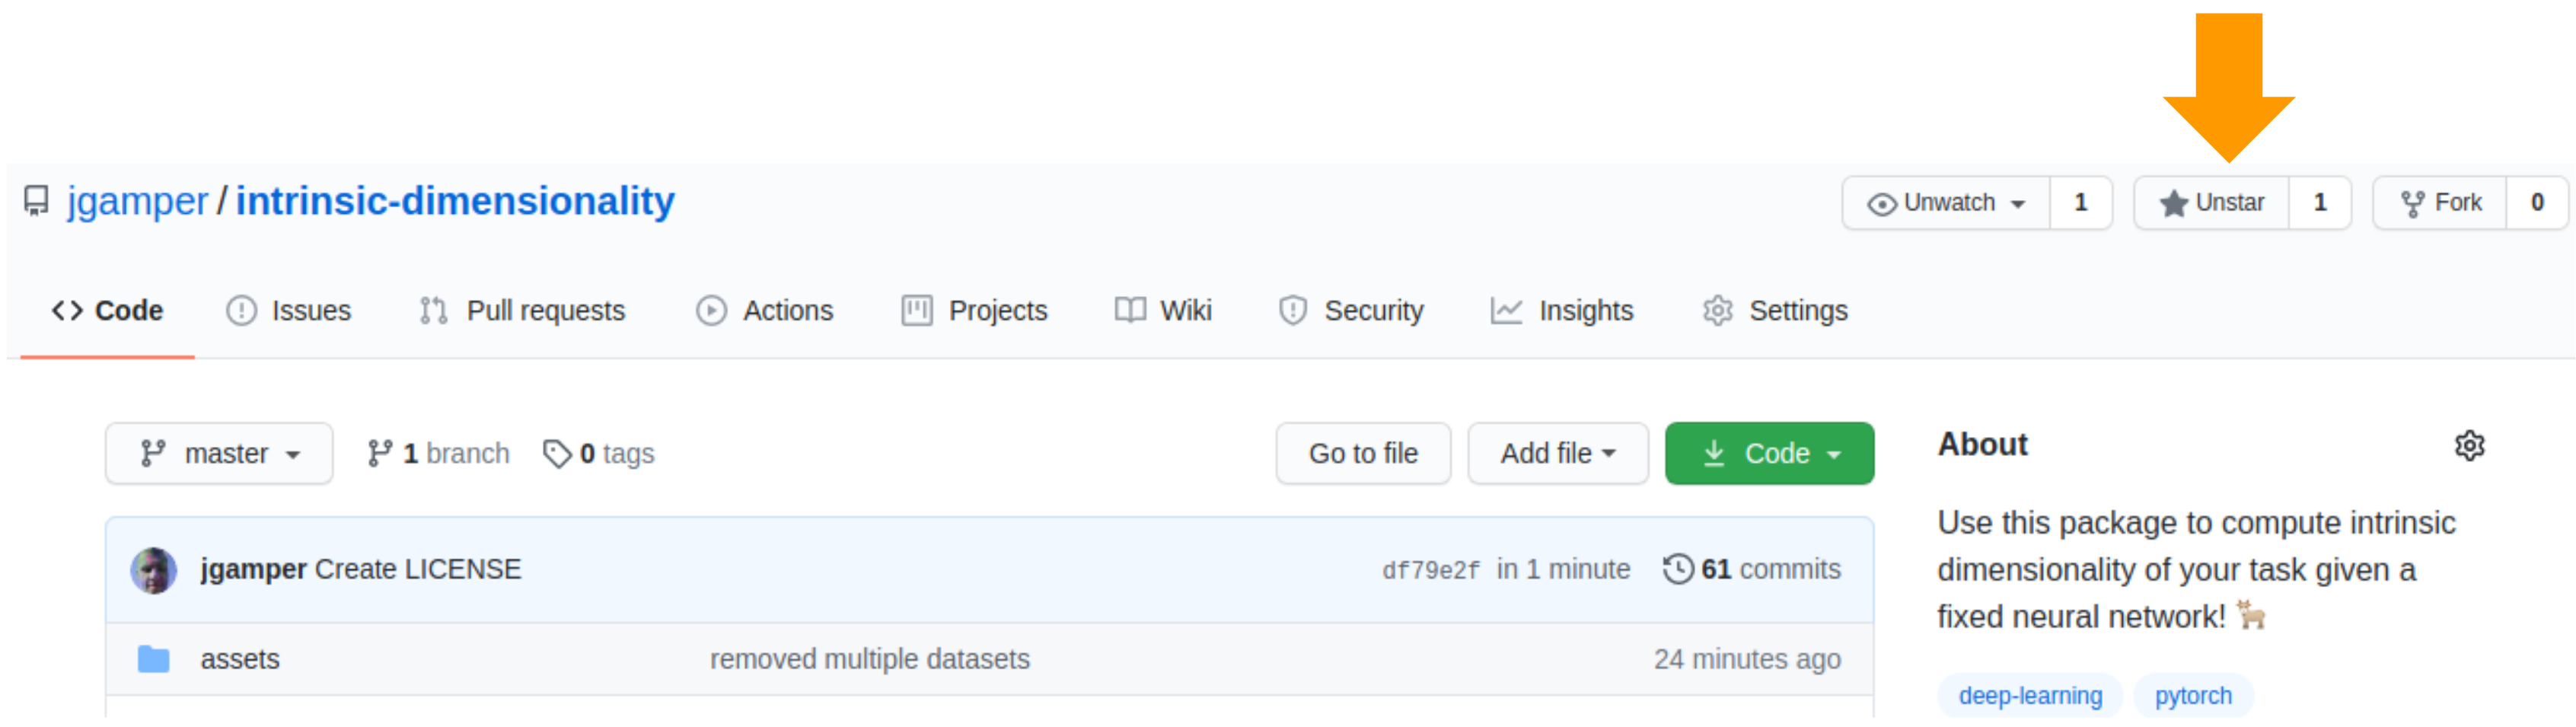 jgamper / intrinsic-dimensionality
Unwatch 1 Unstar 1 Fork 0
Code Issues Pull requests Actions Projects Wiki Security Insights Settings
master 1 branch 0 tags Go to file Add file Code
jgamper Create LICENSE df79e2f in 1 minute 61 commits
assets removed multiple datasets 24 minutes ago
About
Use this package to compute intrinsic
dimensionality of your task given a
fixed neural network! 🐐
deep-learning pytorch